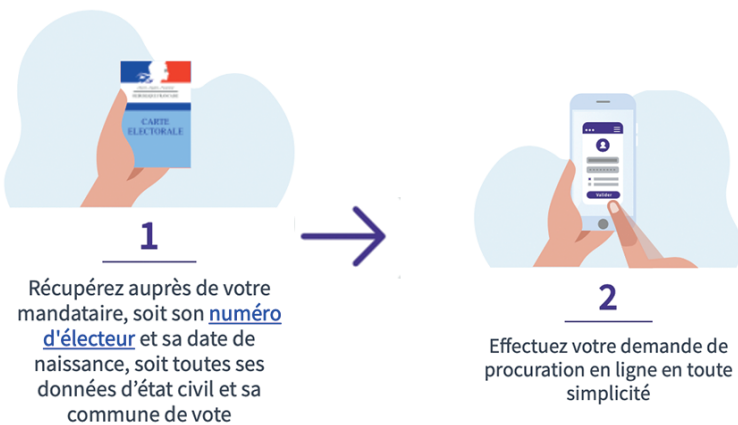 CARTE
ELECTORALE
1
Récupérez auprès de votre
mandataire, soit son numéro
d'électeur et sa date de
naissance, soit toutes ses
données d’état civil et sa
commune de vote
Valider
2
Effectuez votre demande de
procuration en ligne en toute
simplicité